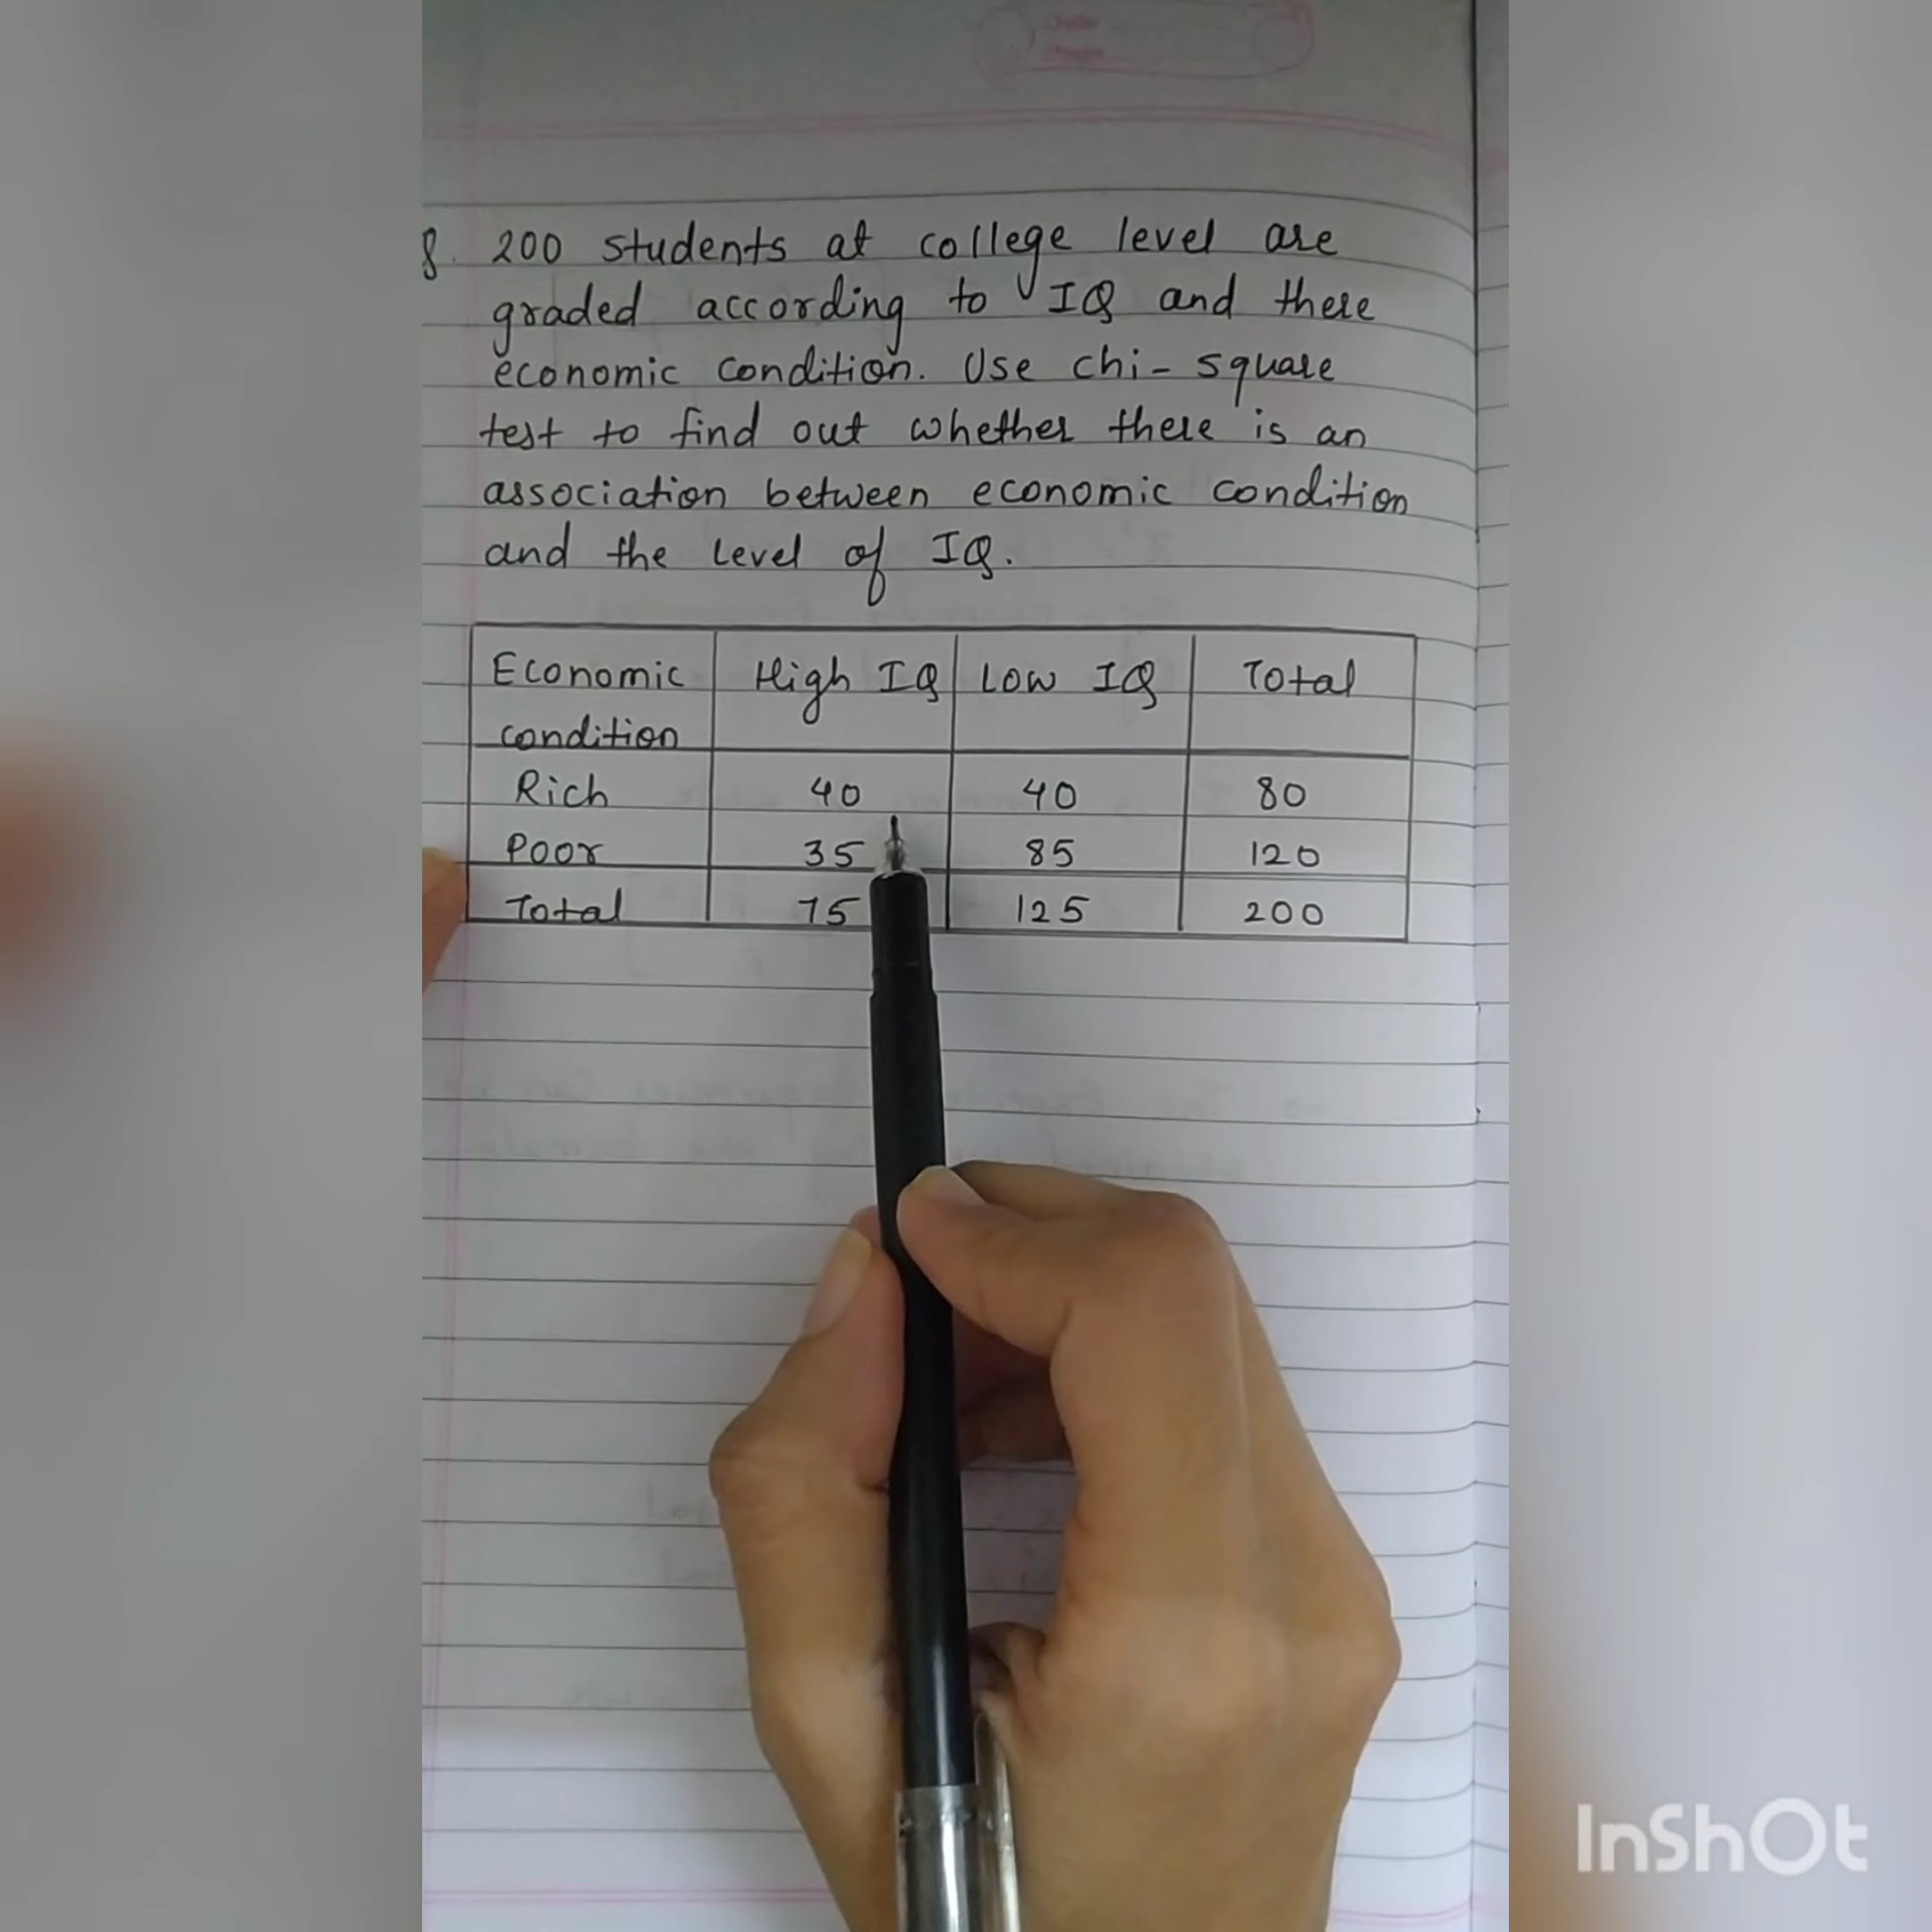 8. 200 students at college level are
graded according to IQ and there
economic condition. Use chi-square
test to find out whether there is an
association between economic condition
and the level of IQ.
Economic condition High IQ Low IQ Total
Rich 40 40 80
Poor 35 85 120
Total 75 125 200
InShOt